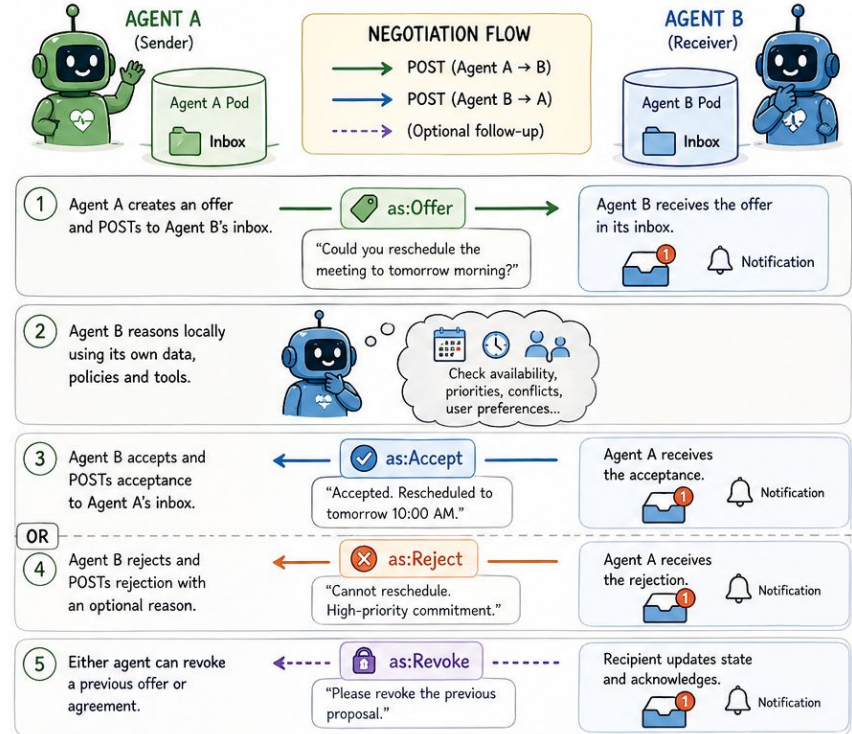 AGENT A
(Sender)
Agent A Pod
Inbox
NEGOTIATION FLOW
POST (Agent A → B)
POST (Agent B → A)
(Optional follow-up)
AGENT B
(Receiver)
Agent B Pod
Inbox
1
Agent A creates an offer
and POSTs to Agent B's inbox.
as:Offer
"Could you reschedule the
meeting to tomorrow morning?"
Agent B receives the offer
in its inbox.
1
Notification
2
Agent B reasons locally
using its own data,
policies and tools.
Check availability,
priorities, conflicts,
user preferences...
3
Agent B accepts and
POSTs acceptance
to Agent A's inbox.
as:Accept
"Accepted. Rescheduled to
tomorrow 10:00 AM."
Agent A receives
the acceptance.
1
Notification
OR
4
Agent B rejects and
POSTs rejection with
an optional reason.
as:Reject
"Cannot reschedule.
High-priority commitment."
Agent A receives
the rejection.
1
Notification
5
Either agent can revoke
a previous offer or
agreement.
as:Revoke
"Please revoke the previous
proposal."
Recipient updates state
and acknowledges.
1
Notification